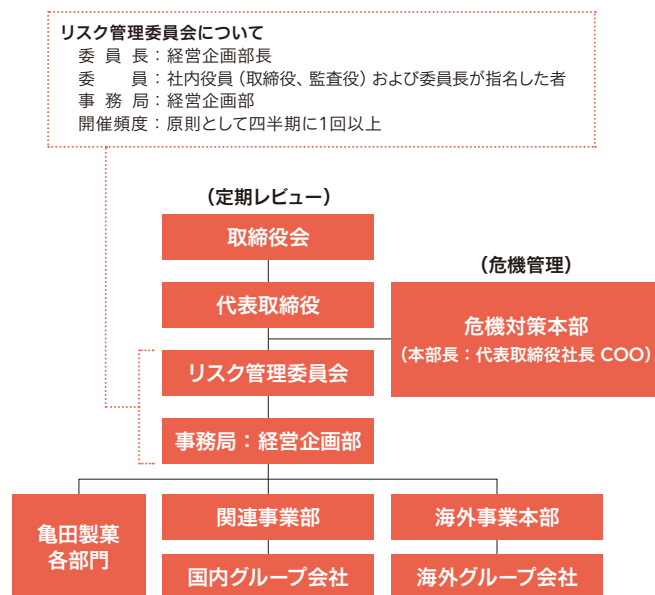 リスク管理委員会について
委員長：経営企画部長
委　　員：社内役員（取締役、監査役）および委員長が指名した者
事務局：経営企画部
開催頻度：原則として四半期に1回以上
（定期レビュー）
取締役会
（危機管理）
代表取締役
危機対策本部
（本部長：代表取締役社長 COO）
リスク管理委員会
事務局：経営企画部
亀田製菓
各部門
関連事業部
海外事業本部
国内グループ会社
海外グループ会社